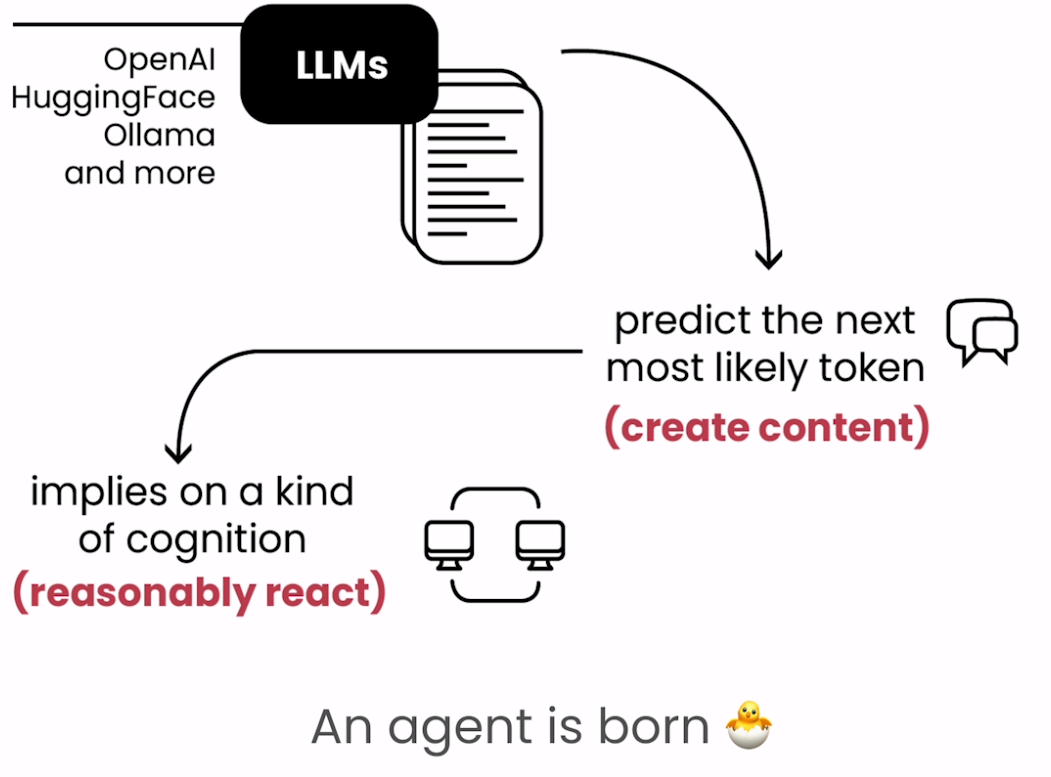 LLMs
OpenAI
HuggingFace
Ollama
and more
predict the next
most likely token
(create content)
implies on a kind
of cognition
(reasonably react)
An agent is born 🐣